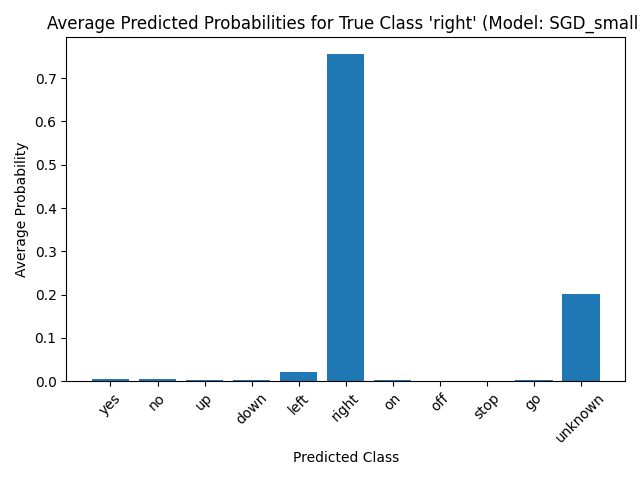 Average Predicted Probabilities for True Class 'right' (Model: SGD_small
0.7
0.6
0.5
0.4
0.3
0.2
0.1
0.0
Average Probability
yes
no
up
down
left
right
on
off
stop
go
unknown
Predicted Class